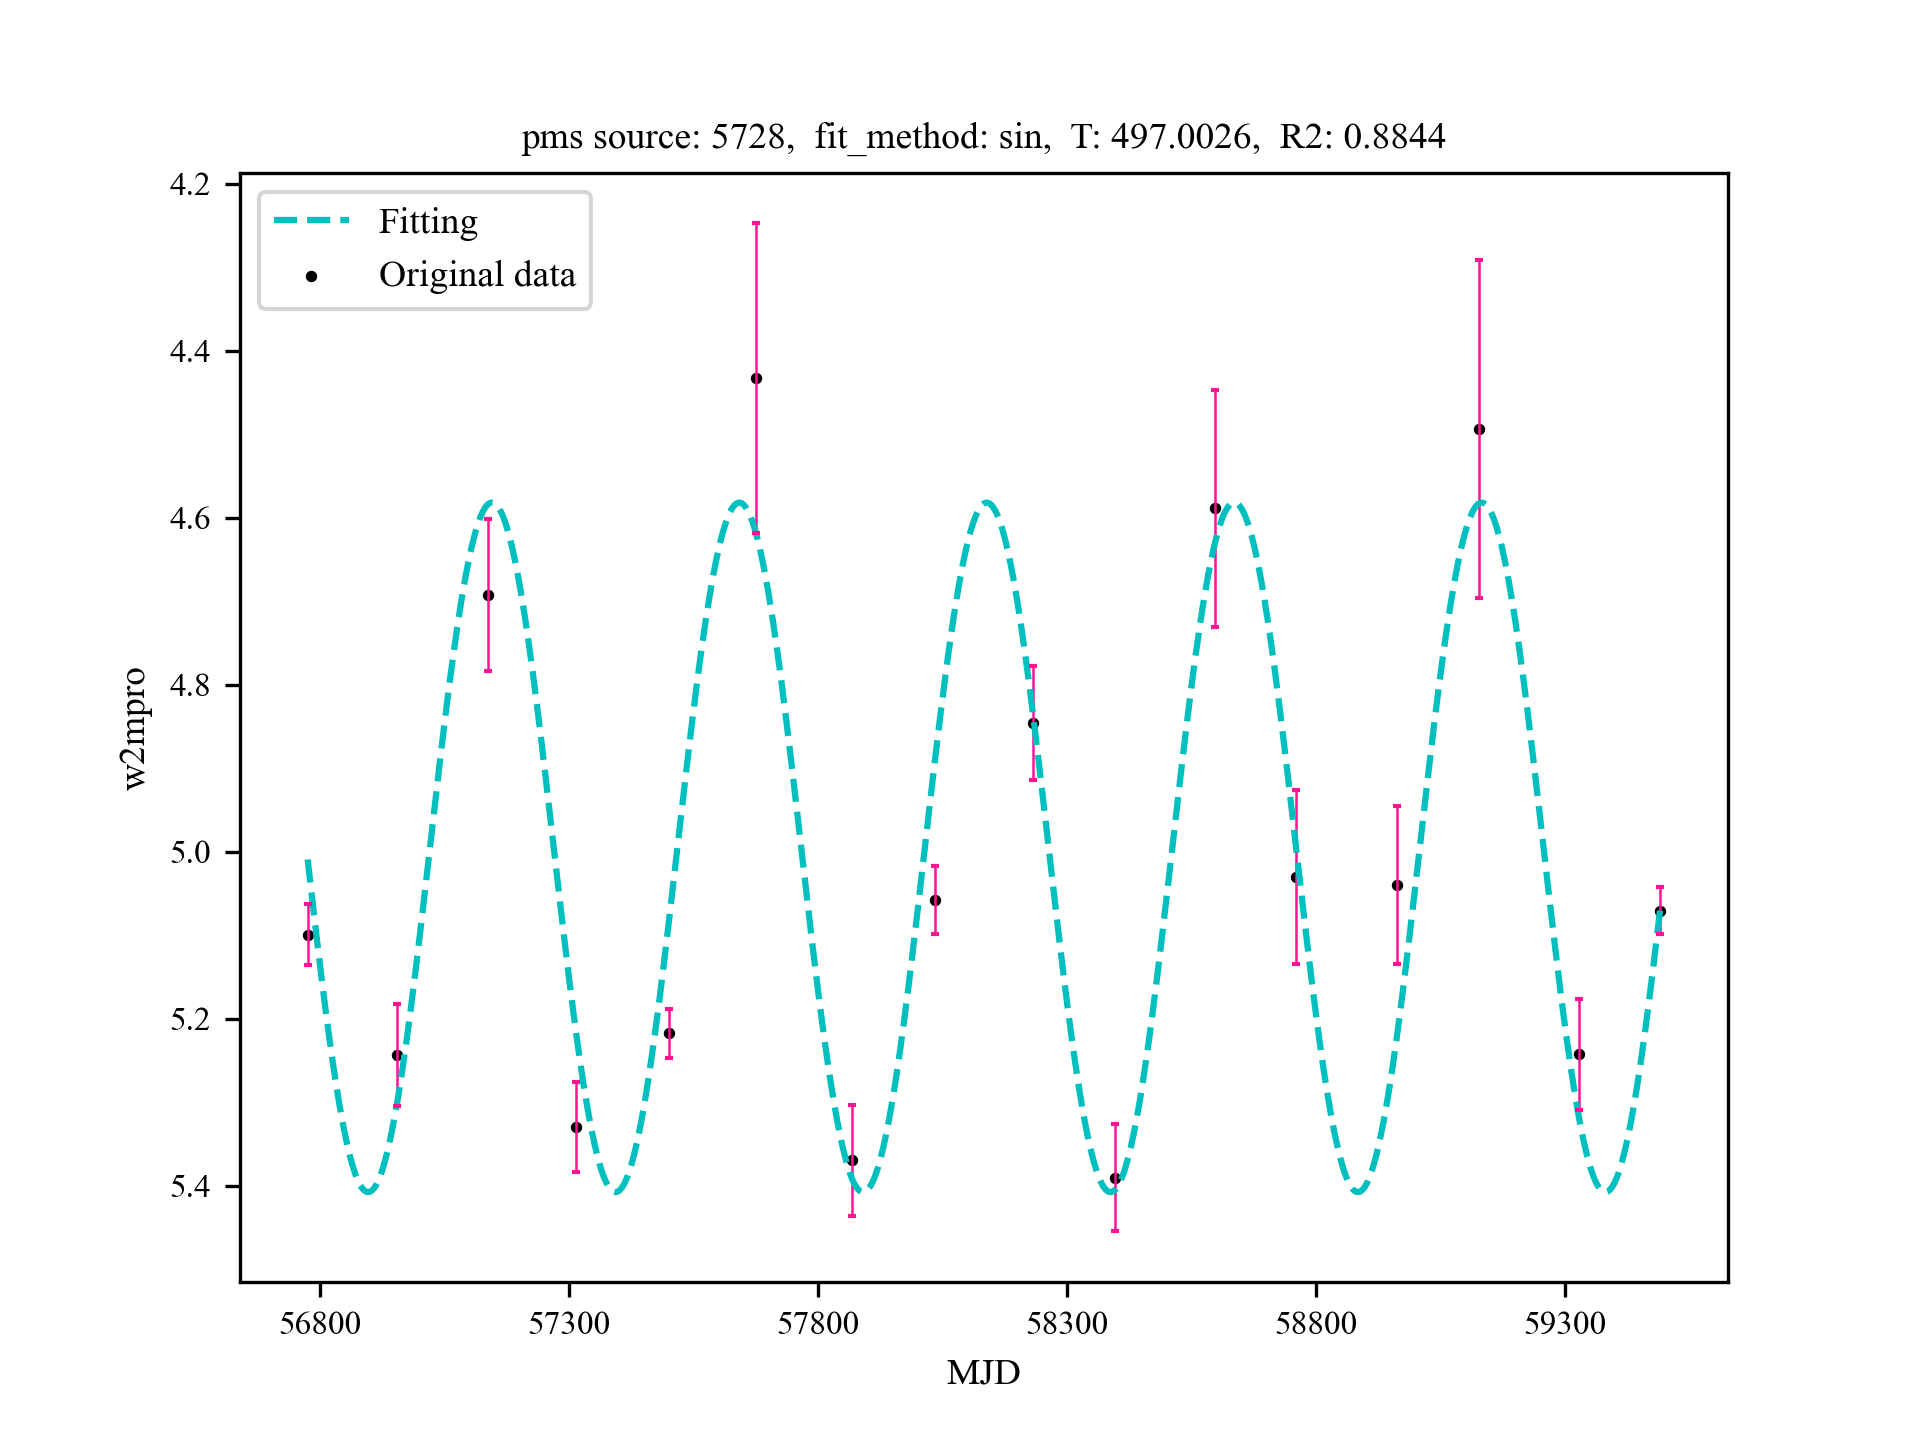 pms source: 5728,  fit_method: sin,  T: 497.0026,  R2: 0.8844
Fitting
Original data
4.2
4.4
4.6
4.8
5.0
5.2
5.4
w2mpro
56800 57300 57800 58300 58800 59300
MJD